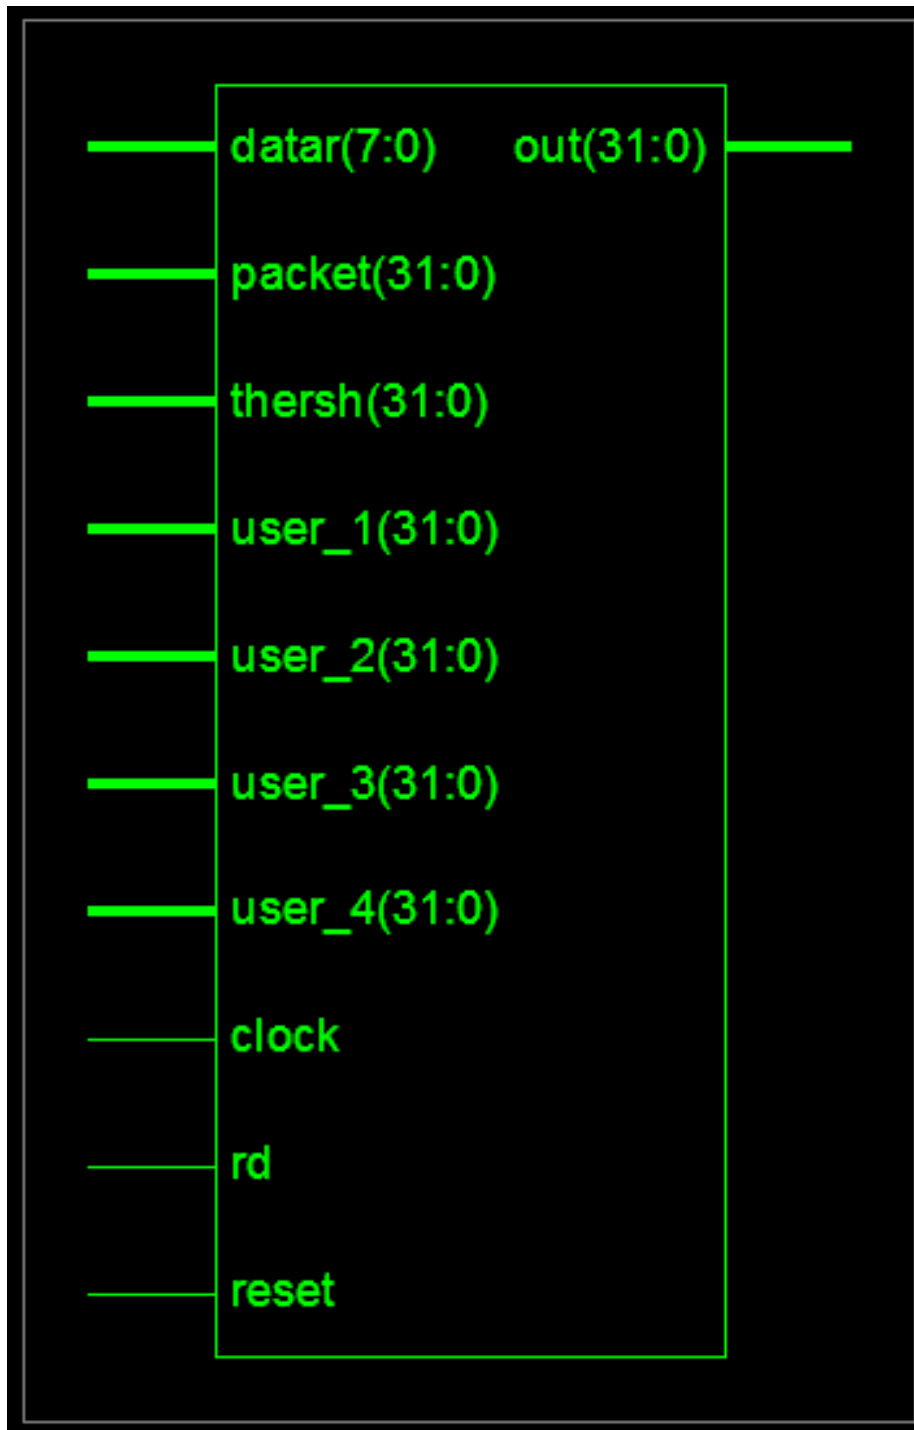 datar(7:0) out(31:0)
packet(31:0)
thersh(31:0)
user_1(31:0)
user_2(31:0)
user_3(31:0)
user_4(31:0)
clock
rd
reset